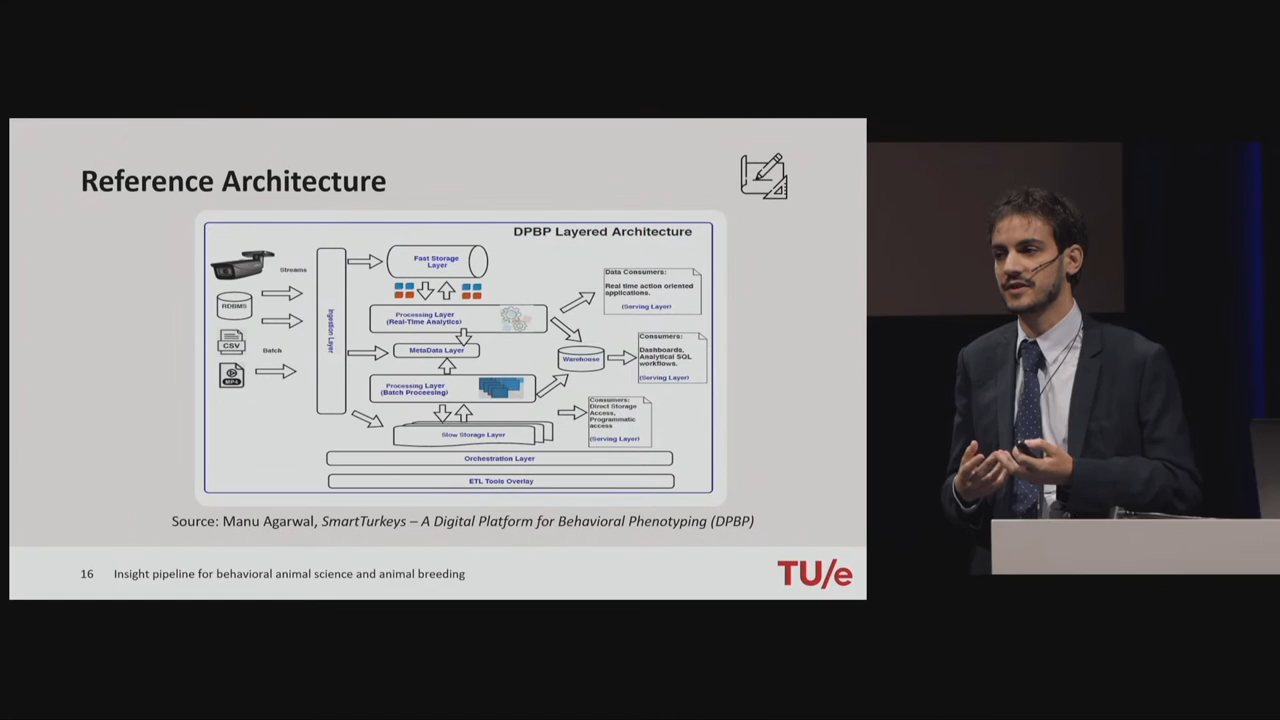 Reference Architecture
DPBP Layered Architecture
Streams
RDBMS
CSV
Batch
MP4
Ingestion Layer
Fast Storage
Layer
Processing Layer
(Real-Time Analytics)
MetaData Layer
Processing Layer
(Batch Proceesing)
Slow Storage Layer
Data Consumers:
Real time action oriented
applications.
(Serving Layer)
Warehouse
Consumers:
Dashboards,
Analytical SQL
workflows.
(Serving Layer)
Consumers:
Direct Storage
Access,
Programmatic
access
(Serving Layer)
Orchestration Layer
ETL Tools Overlay
Source: Manu Agarwal, SmartTurkeys – A Digital Platform for Behavioral Phenotyping (DPBP)
16 Insight pipeline for behavioral animal science and animal breeding
TU/e